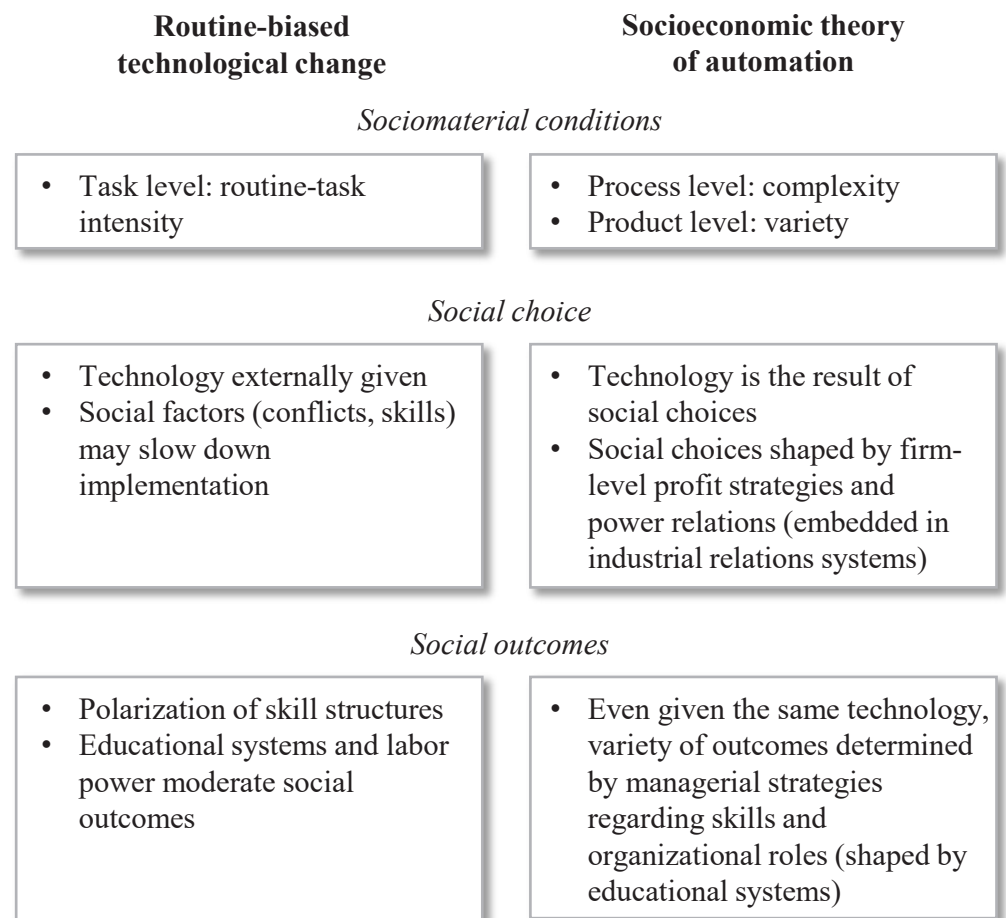 Routine-biased
technological change
Socioeconomic theory
of automation
Sociomaterial conditions
• Task level: routine-task
intensity
• Process level: complexity
• Product level: variety
Social choice
• Technology externally given
• Social factors (conflicts, skills)
may slow down
implementation
• Technology is the result of
social choices
• Social choices shaped by firm-
level profit strategies and
power relations (embedded in
industrial relations systems)
Social outcomes
• Polarization of skill structures
• Educational systems and labor
power moderate social
outcomes
• Even given the same technology,
variety of outcomes determined
by managerial strategies
regarding skills and
organizational roles (shaped by
educational systems)